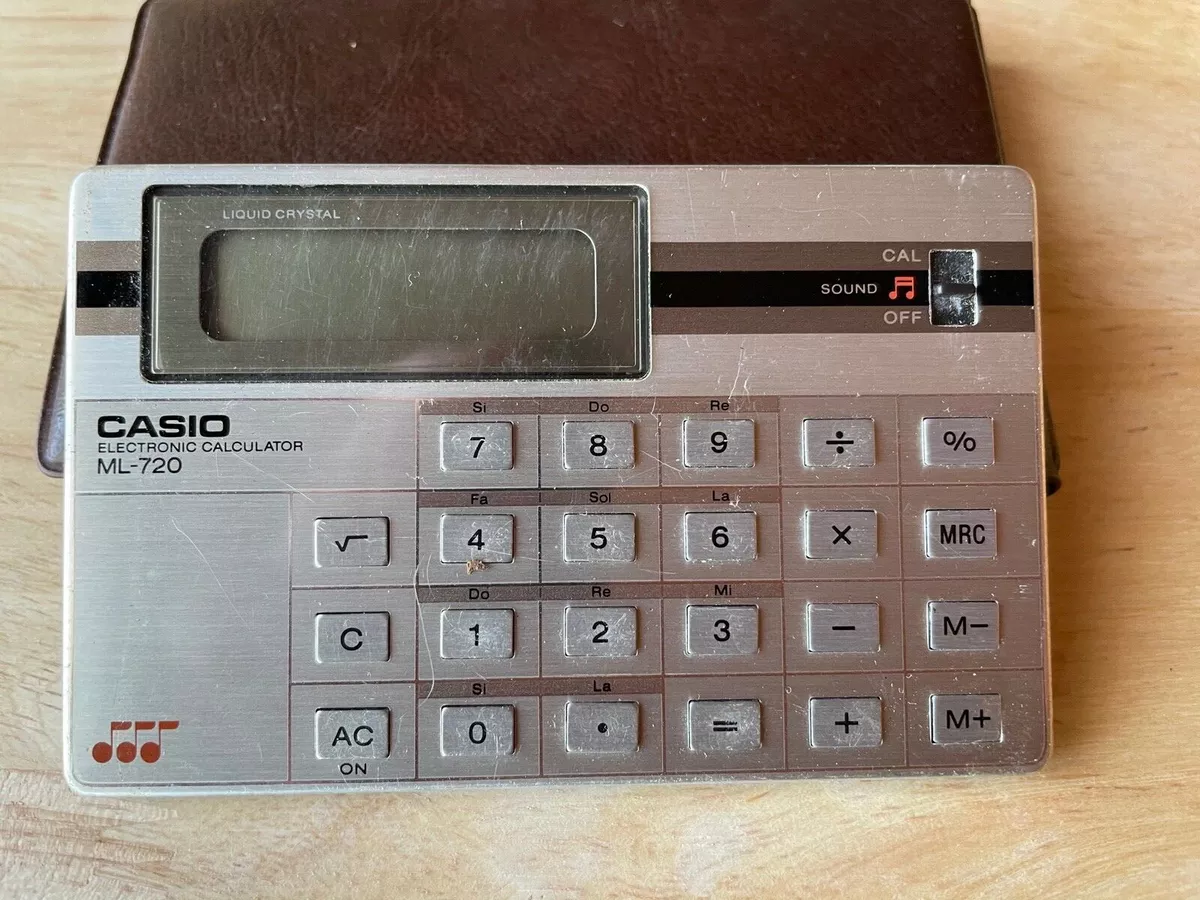 LIQUID CRYSTAL
CAL
SOUND
OFF
CASIO
ELECTRONIC CALCULATOR
ML-720
Si Do Re
7 8 9 ÷ %
Fa Sol La
√ 4 5 6 × MRC
Do Re Mi
C 1 2 3 − M−
Si La
AC 0 • = + M+
ON